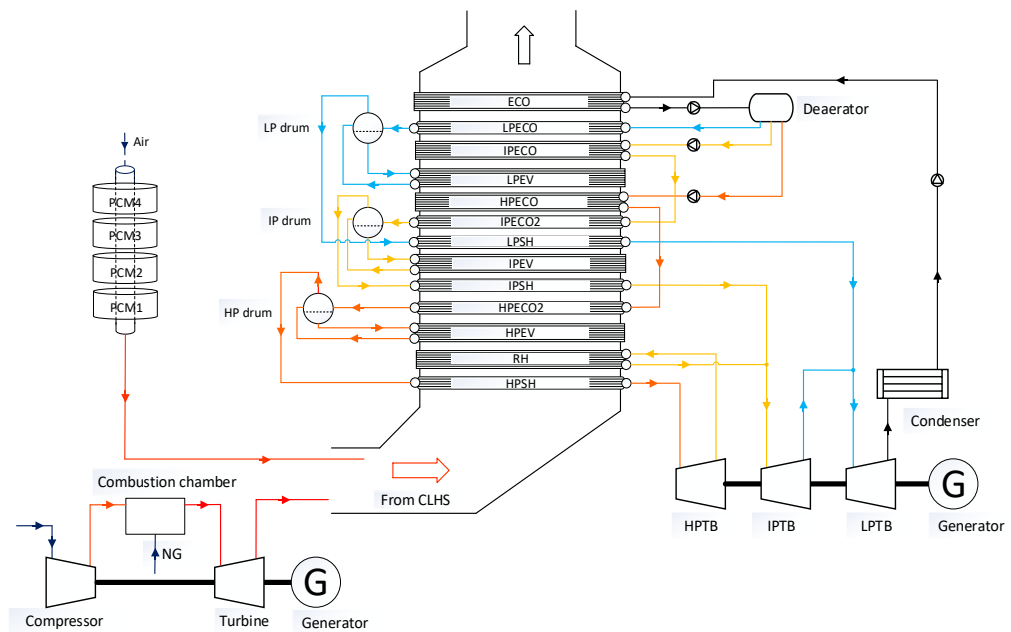 ECO
LPECO
IPECO
LPEV
HPECO
IPECO2
LPSH
IPEV
IPSH
HPECO2
HPEV
RH
HPSH
LP drum
IP drum
HP drum
Deaerator
Air
PCM4
PCM3
PCM2
PCM1
From CLHS
Condenser
HPTB
IPTB
LPTB
G
Generator
Combustion chamber
NG
Compressor
Turbine
G
Generator